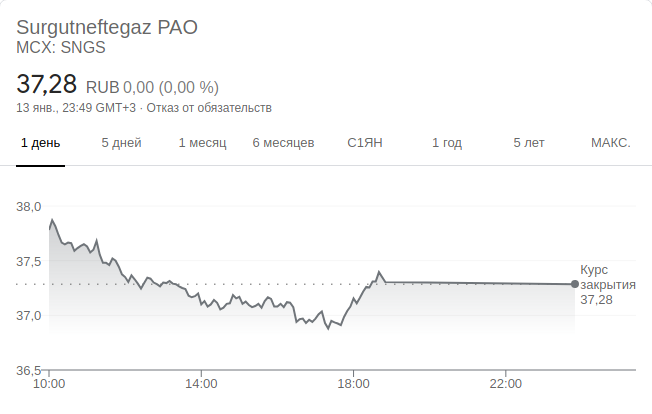 Surgutneftegaz PAO
MCX: SNGS
37,28 RUB 0,00 (0,00 %)
13 янв., 23:49 GMT+3 · Отказ от обязательств
1 день 5 дней 1 месяц 6 месяцев С1ЯН 1 год 5 лет МАКС.
38,0
37,5
37,0
36,5
Курс
закрытия
37,28
10:00 14:00 18:00 22:00